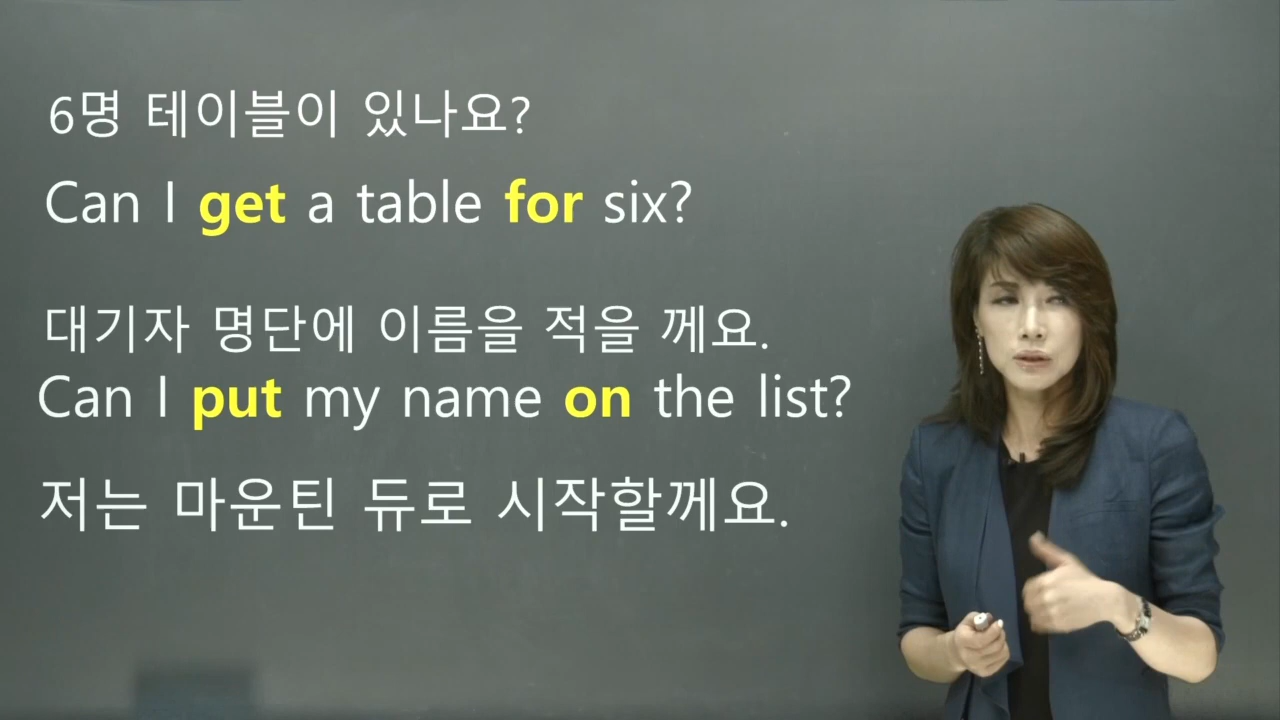 6명 테이블이 있나요?
Can I get a table for six?
대기자 명단에 이름을 적을 께요.
Can I put my name on the list?
저는 마운틴 듀로 시작할께요.